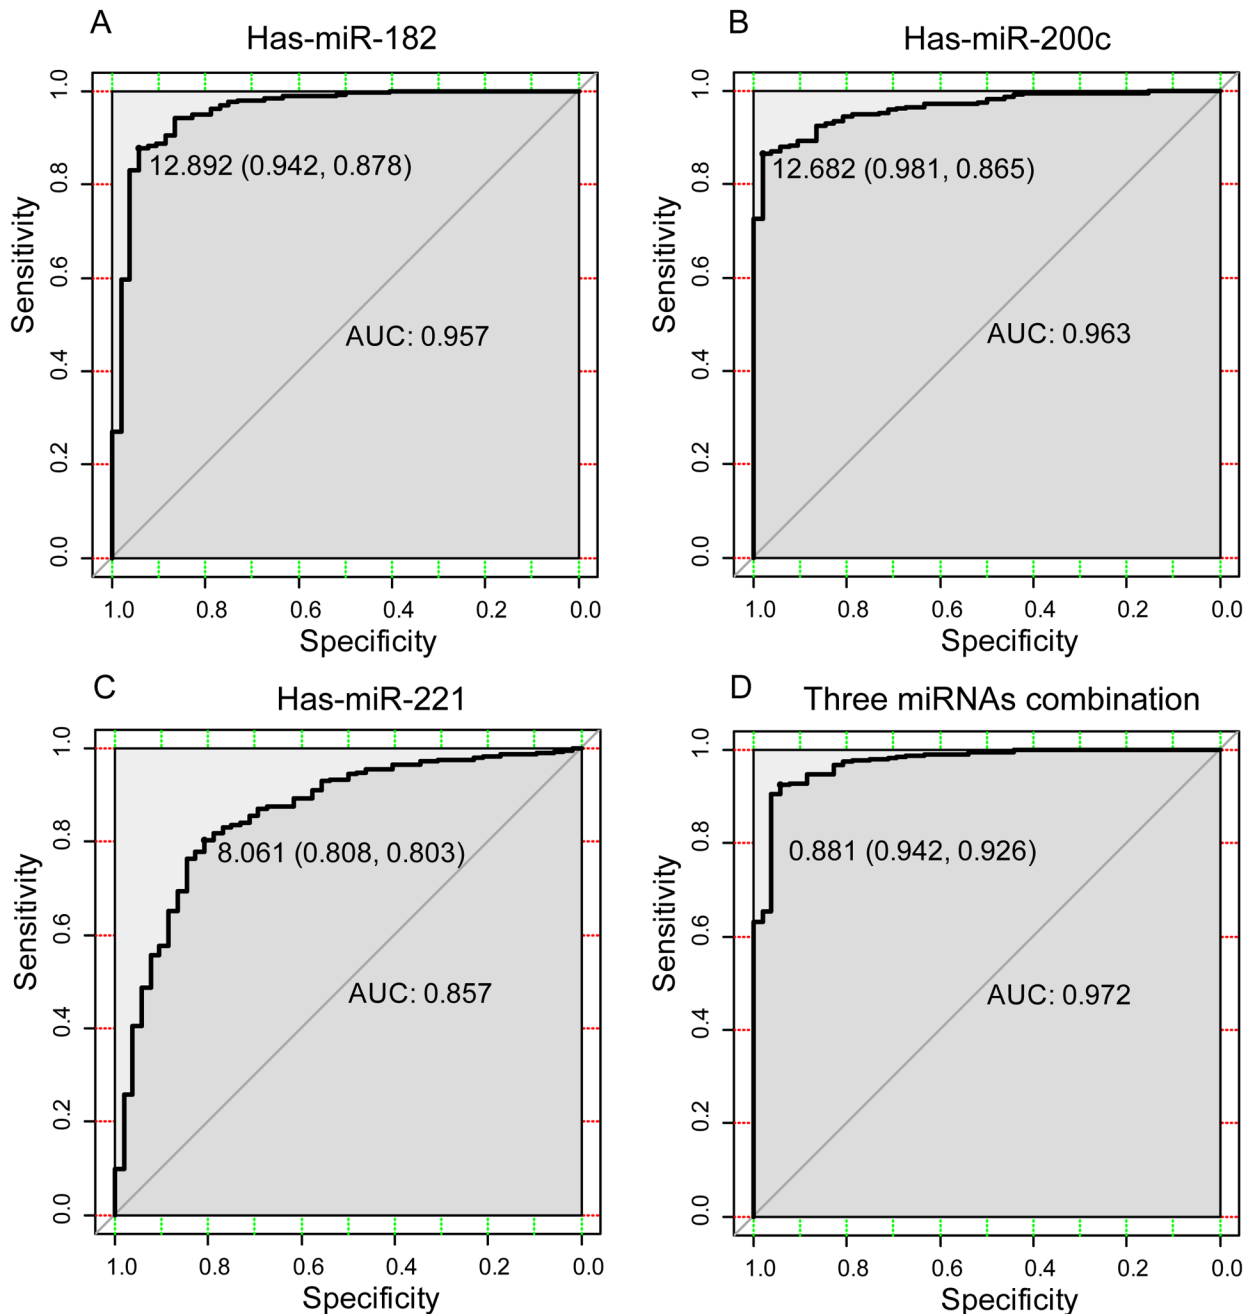 A
Has-miR-182
1.0
0.8
0.6
0.4
0.2
0.0
Sensitivity
12.892 (0.942, 0.878)
AUC: 0.957
1.0 0.8 0.6 0.4 0.2 0.0
Specificity
B
Has-miR-200c
1.0
0.8
0.6
0.4
0.2
0.0
Sensitivity
12.682 (0.981, 0.865)
AUC: 0.963
1.0 0.8 0.6 0.4 0.2 0.0
Specificity
C
Has-miR-221
1.0
0.8
0.6
0.4
0.2
0.0
Sensitivity
8.061 (0.808, 0.803)
AUC: 0.857
1.0 0.8 0.6 0.4 0.2 0.0
Specificity
D
Three miRNAs combination
1.0
0.8
0.6
0.4
0.2
0.0
Sensitivity
0.881 (0.942, 0.926)
AUC: 0.972
1.0 0.8 0.6 0.4 0.2 0.0
Specificity